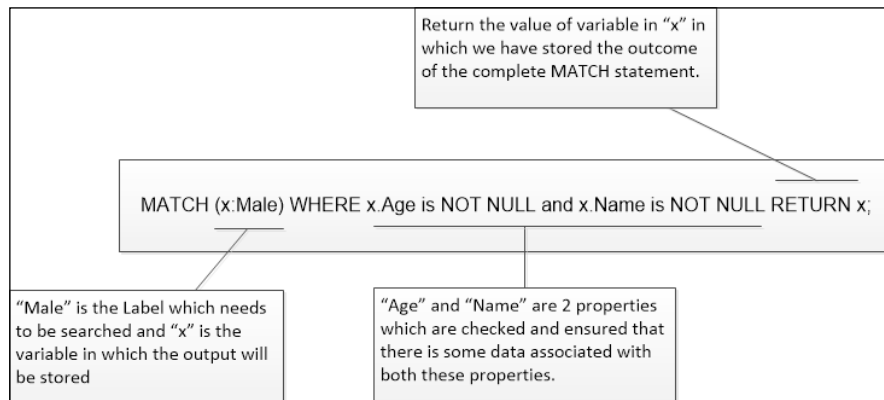 Return the value of variable in “x” in
which we have stored the outcome
of the complete MATCH statement.
MATCH (x:Male) WHERE x.Age is NOT NULL and x.Name is NOT NULL RETURN x;
“Male” is the Label which needs
to be searched and “x” is the
variable in which the output will
be stored
“Age” and “Name” are 2 properties
which are checked and ensured that
there is some data associated with
both these properties.